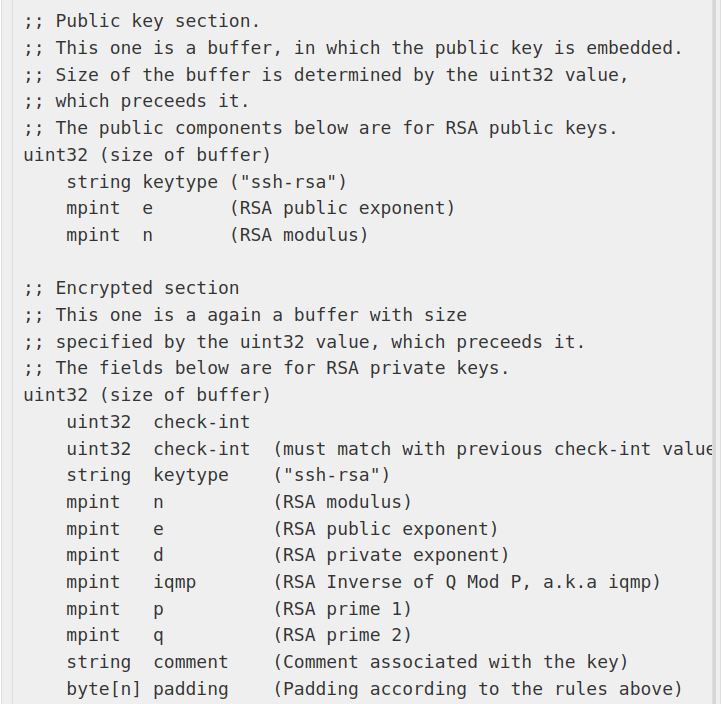 ;; Public key section.
;; This one is a buffer, in which the public key is embedded.
;; Size of the buffer is determined by the uint32 value,
;; which preceeds it.
;; The public components below are for RSA public keys.
uint32 (size of buffer)
    string keytype ("ssh-rsa")
    mpint  e       (RSA public exponent)
    mpint  n       (RSA modulus)

;; Encrypted section
;; This one is a again a buffer with size
;; specified by the uint32 value, which preceeds it.
;; The fields below are for RSA private keys.
uint32 (size of buffer)
    uint32  check-int
    uint32  check-int  (must match with previous check-int value
    string  keytype    ("ssh-rsa")
    mpint   n          (RSA modulus)
    mpint   e          (RSA public exponent)
    mpint   d          (RSA private exponent)
    mpint   iqmp       (RSA Inverse of Q Mod P, a.k.a iqmp)
    mpint   p          (RSA prime 1)
    mpint   q          (RSA prime 2)
    string  comment    (Comment associated with the key)
    byte[n] padding    (Padding according to the rules above)